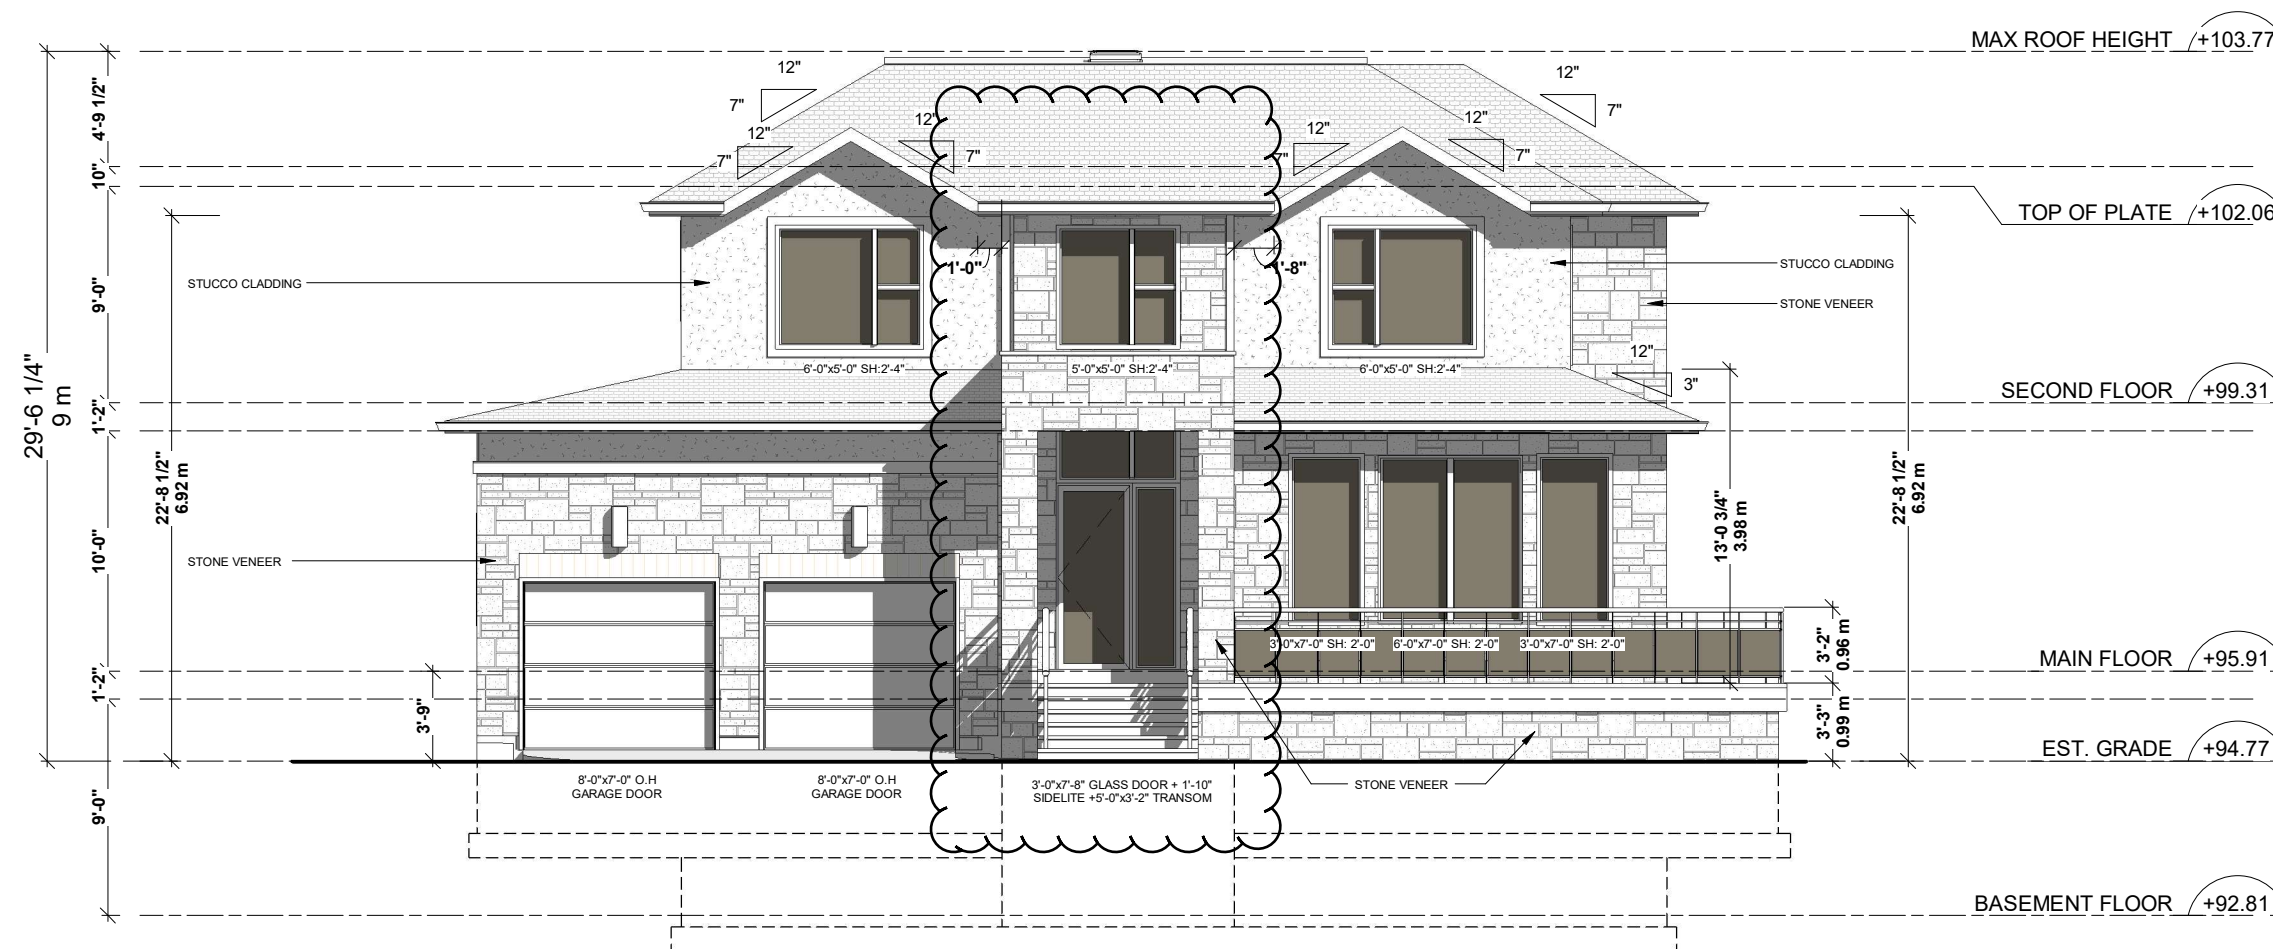 MAX ROOF HEIGHT +103.77
12"
7"
12"
7"
12"
7"
12"
7"
12"
7"
12"
7"
4'-9 1/2"
10"
TOP OF PLATE +102.06
1'-0"
1'-8"
STUCCO CLADDING
STUCCO CLADDING
STONE VENEER
9'-0"
6'-0"x5'-0" SH:2'-4"
5'-0"x5'-0" SH:2'-4"
6'-0"x5'-0" SH:2'-4"
12"
3"
SECOND FLOOR +99.31
29'-6 1/4"
9 m
1'-2"
22'-8 1/2"
6.92 m
22'-8 1/2"
6.92 m
13'-0 3/4"
3.98 m
10'-0"
STONE VENEER
3'-0"x7'-0" SH: 2'-0"
6'-0"x7'-0" SH: 2'-0"
3'-0"x7'-0" SH: 2'-0"
3'-2"
0.96 m
MAIN FLOOR +95.91
1'-2"
3'-9"
3'-3"
0.99 m
EST. GRADE +94.77
8'-0"x7'-0" O.H
GARAGE DOOR
8'-0"x7'-0" O.H
GARAGE DOOR
3'-0"x7'-8" GLASS DOOR + 1'-10"
SIDELITE +5'-0"x3'-2" TRANSOM
STONE VENEER
9'-0"
BASEMENT FLOOR +92.81